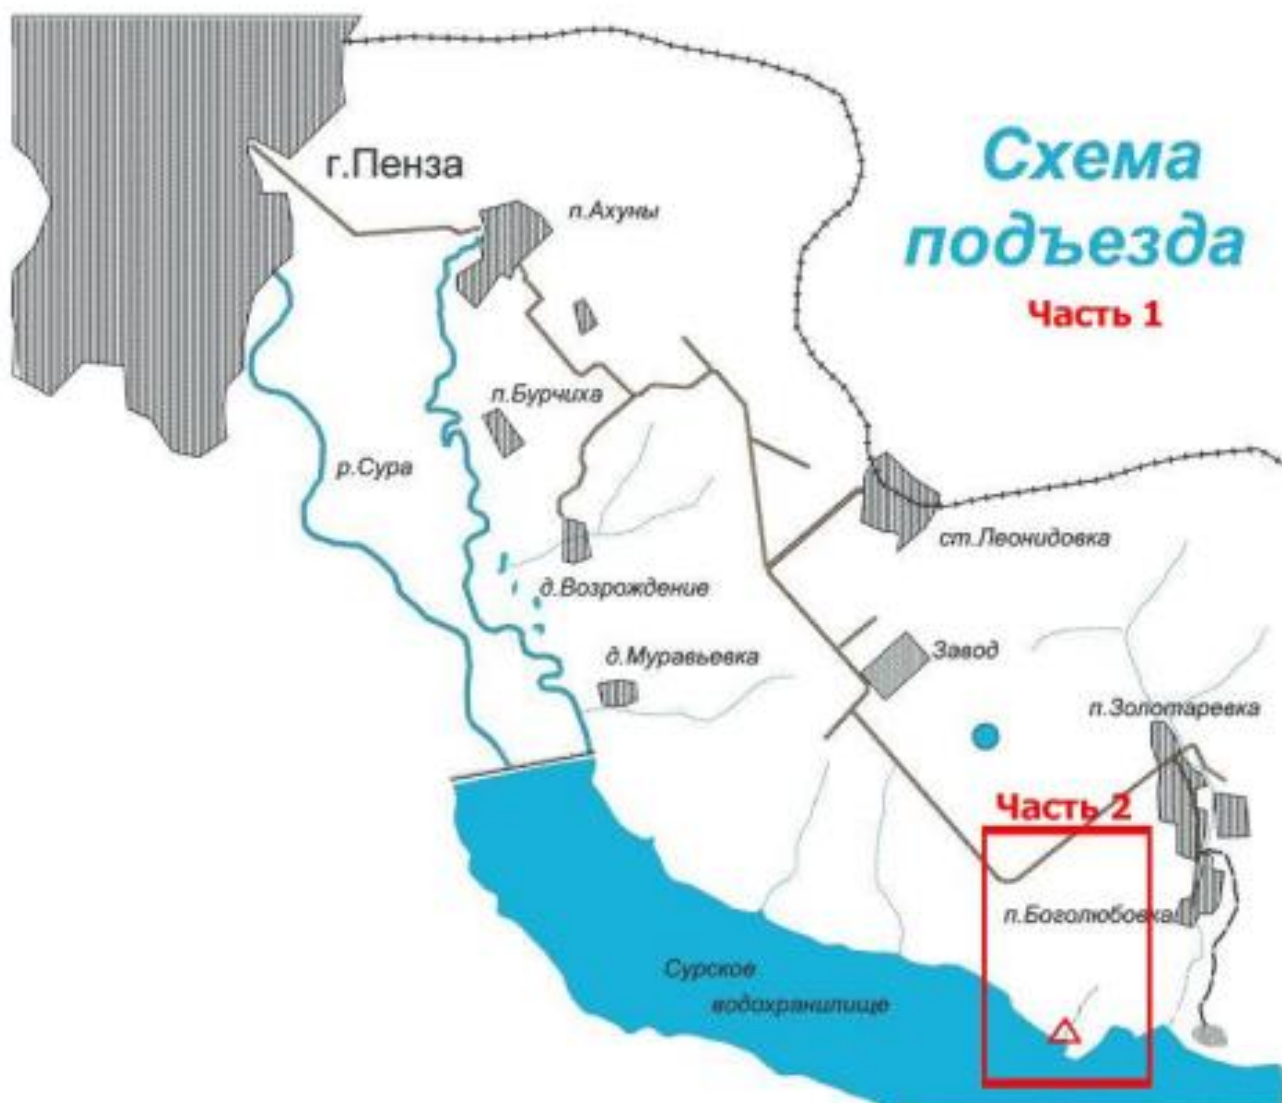 г.Пенза
Схема
подъезда
Часть 1
п.Ахуны
п.Бурчиха
р.Сура
ст.Леонидовка
д.Возрождение
д.Муравьевка
Завод
п.Золотаревка
Часть 2
п.Боголюбовка
Сурское
водохранилище